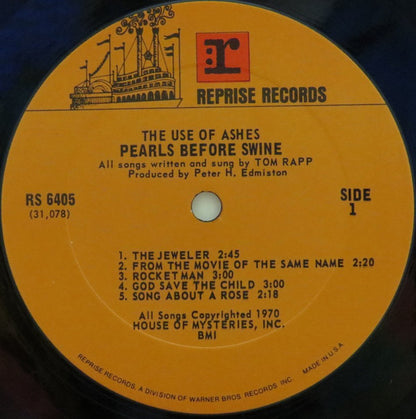 r
REPRISE RECORDS
THE USE OF ASHES
PEARLS BEFORE SWINE
All songs written and sung by TOM RAPP
Produced by Peter H. Edmiston
RS 6405
(31,078)
SIDE
1
1. THE JEWELER 2:45
2. FROM THE MOVIE OF THE SAME NAME 2:20
3. ROCKET MAN 3:00
4. GOD SAVE THE CHILD 3:00
5. SONG ABOUT A ROSE 2:18
All Songs Copyrighted 1970
HOUSE OF MYSTERIES, INC.
BMI
REPRISE RECORDS, A DIVISION OF WARNER BROS. RECORDS, INC. MADE IN U.S.A.